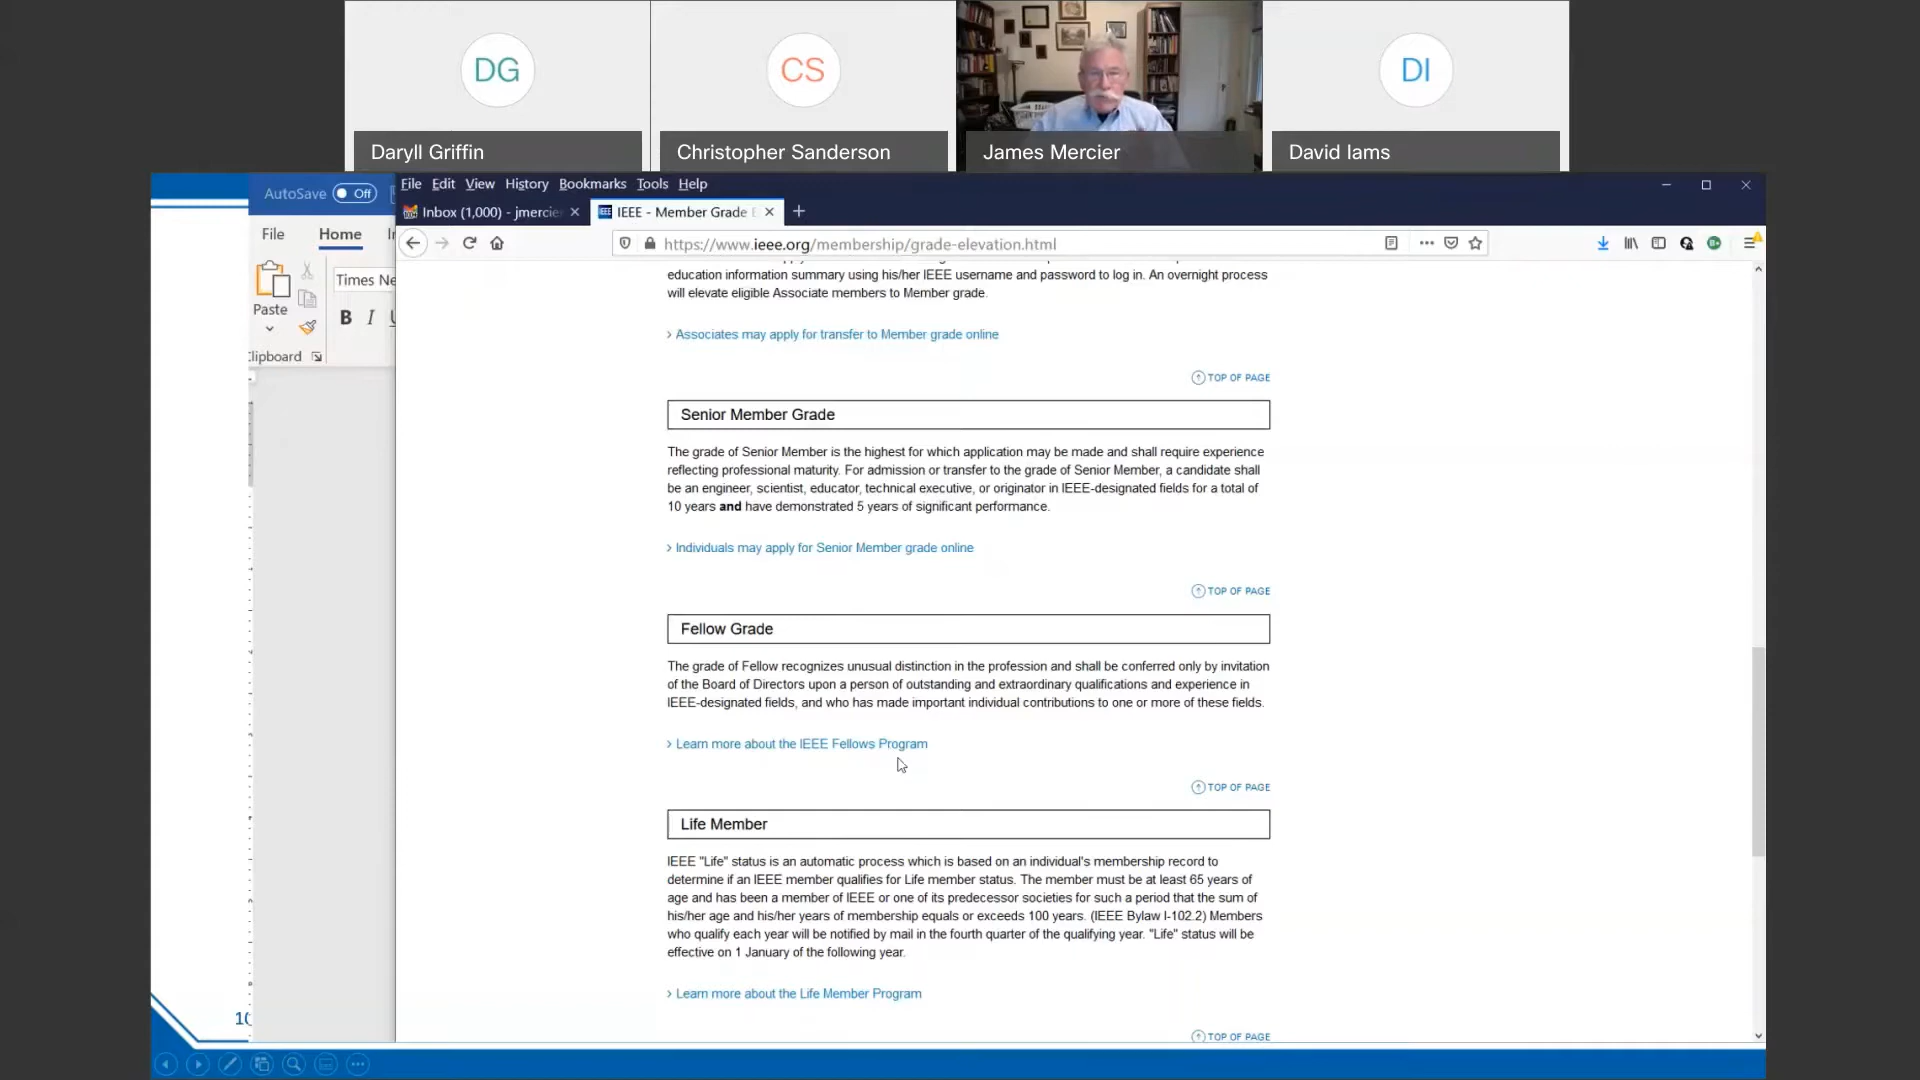 DG
CS
DI
Daryll Griffin
Christopher Sanderson
James Mercier
David Iams
AutoSave Off
File Edit View History Bookmarks Tools Help
Inbox (1,000) - jmercie
IEEE - Member Grade E
File Home
https://www.ieee.org/membership/grade-elevation.html
Times Ne
Paste
B I U
Clipboard
education information summary using his/her IEEE username and password to log in. An overnight process
will elevate eligible Associate members to Member grade.
> Associates may apply for transfer to Member grade online
TOP OF PAGE
Senior Member Grade
The grade of Senior Member is the highest for which application may be made and shall require experience
reflecting professional maturity. For admission or transfer to the grade of Senior Member, a candidate shall
be an engineer, scientist, educator, technical executive, or originator in IEEE-designated fields for a total of
10 years and have demonstrated 5 years of significant performance.
> Individuals may apply for Senior Member grade online
TOP OF PAGE
Fellow Grade
The grade of Fellow recognizes unusual distinction in the profession and shall be conferred only by invitation
of the Board of Directors upon a person of outstanding and extraordinary qualifications and experience in
IEEE-designated fields, and who has made important individual contributions to one or more of these fields.
> Learn more about the IEEE Fellows Program
TOP OF PAGE
Life Member
IEEE "Life" status is an automatic process which is based on an individual's membership record to
determine if an IEEE member qualifies for Life member status. The member must be at least 65 years of
age and has been a member of IEEE or one of its predecessor societies for such a period that the sum of
his/her age and his/her years of membership equals or exceeds 100 years. (IEEE Bylaw I-102.2) Members
who qualify each year will be notified by mail in the fourth quarter of the qualifying year. "Life" status will be
effective on 1 January of the following year.
> Learn more about the Life Member Program
10
TOP OF PAGE